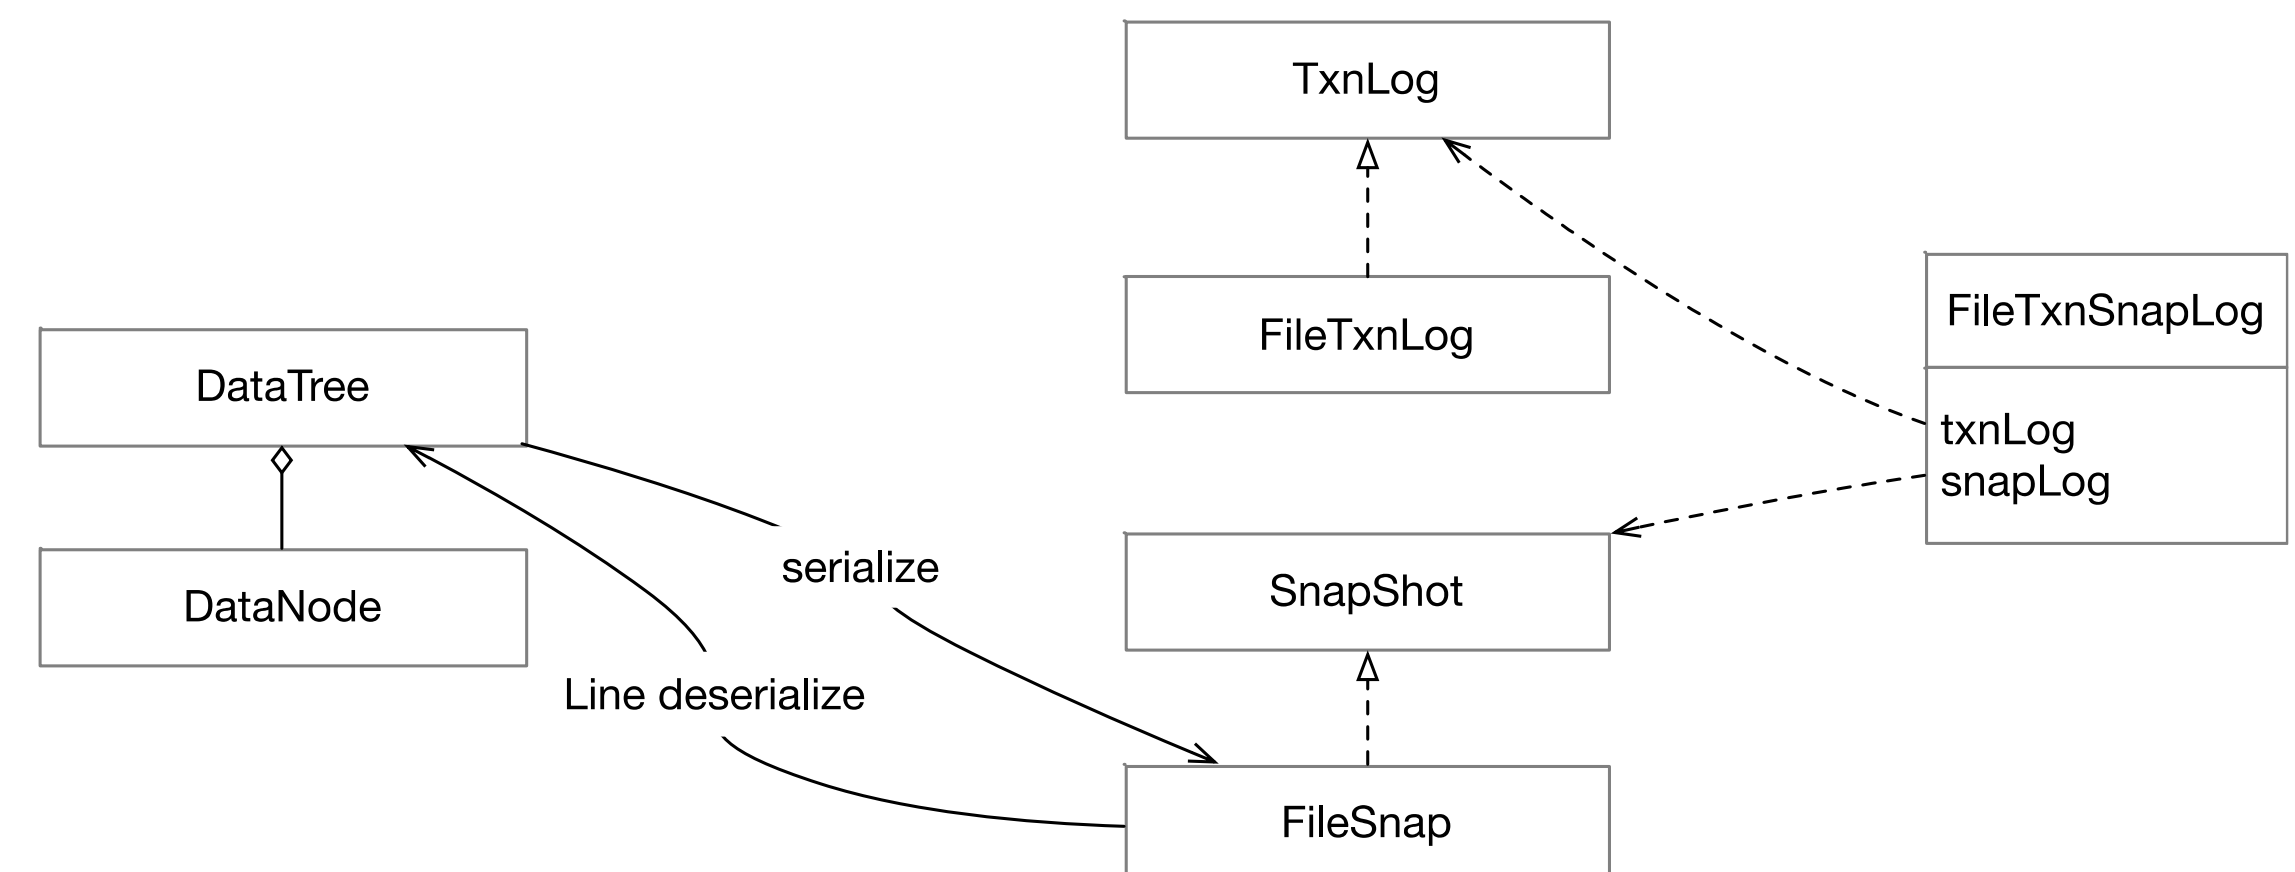 TxnLog
FileTxnLog
FileTxnSnapLog
txnLog
snapLog
DataTree
DataNode
serialize
Line deserialize
SnapShot
FileSnap